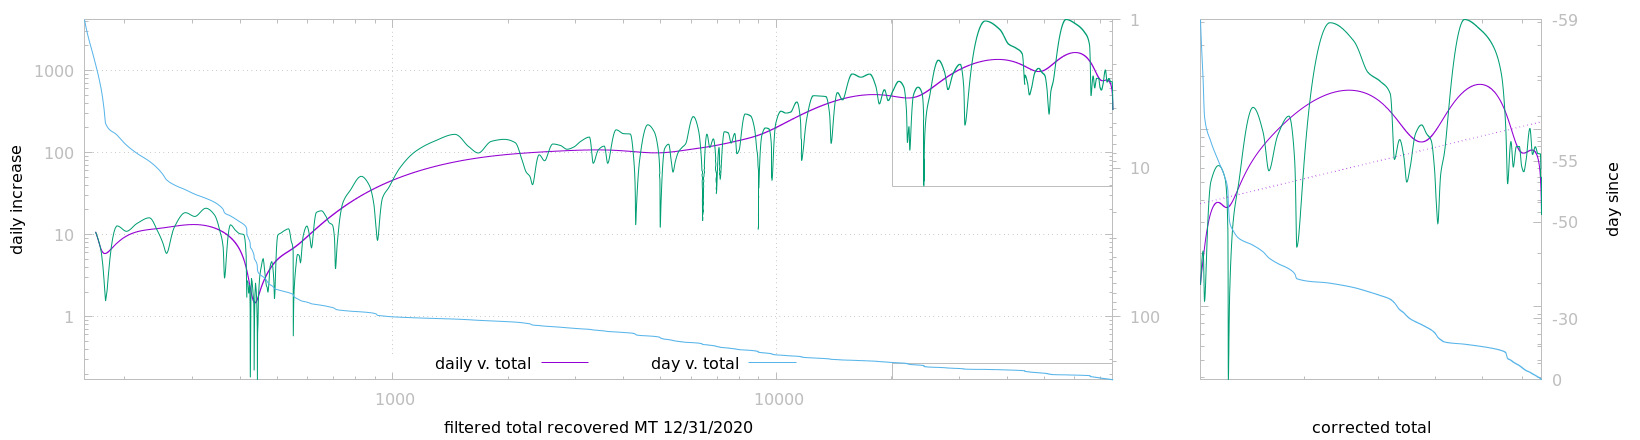 daily increase
1000
100
10
1
1
10
100
daily v. total
day v. total
1000
10000
filtered total recovered MT 12/31/2020
-59
-55
-50
-30
0
day since
corrected total